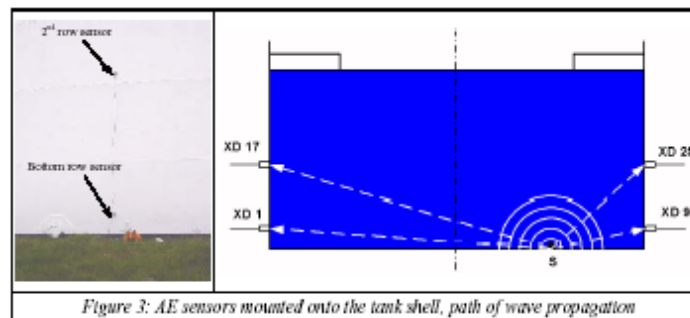 2nd row sensor
Bottom row sensor
XD 17
XD 25
XD 1
XD 9
S
Figure 3: AE sensors mounted onto the tank shell, path of wave propagation